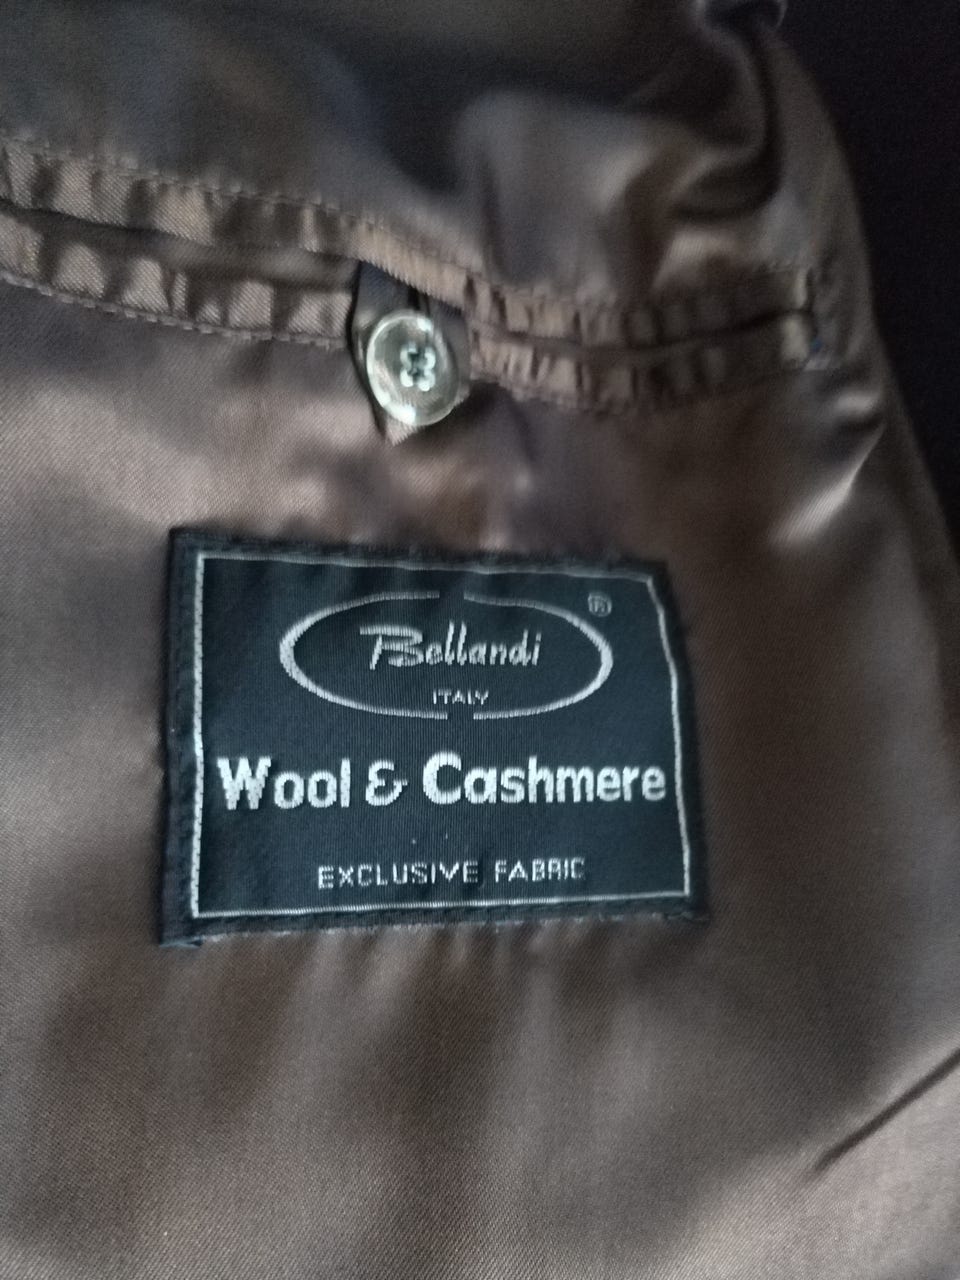 Bellandi ®
ITALY
Wool & Cashmere
EXCLUSIVE FABRIC